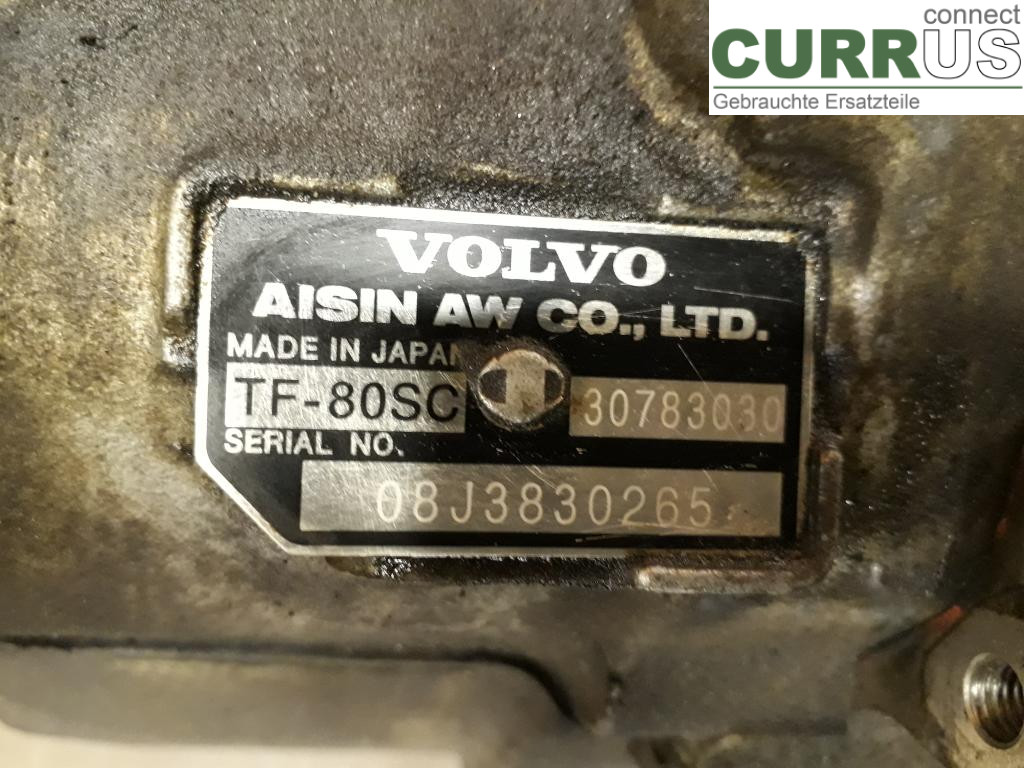 connect
CURRUS
Gebrauchte Ersatzteile
VOLVO
AISIN AW CO., LTD.
MADE IN JAPAN
TF-80SC
30783030
SERIAL NO.
08J3830265